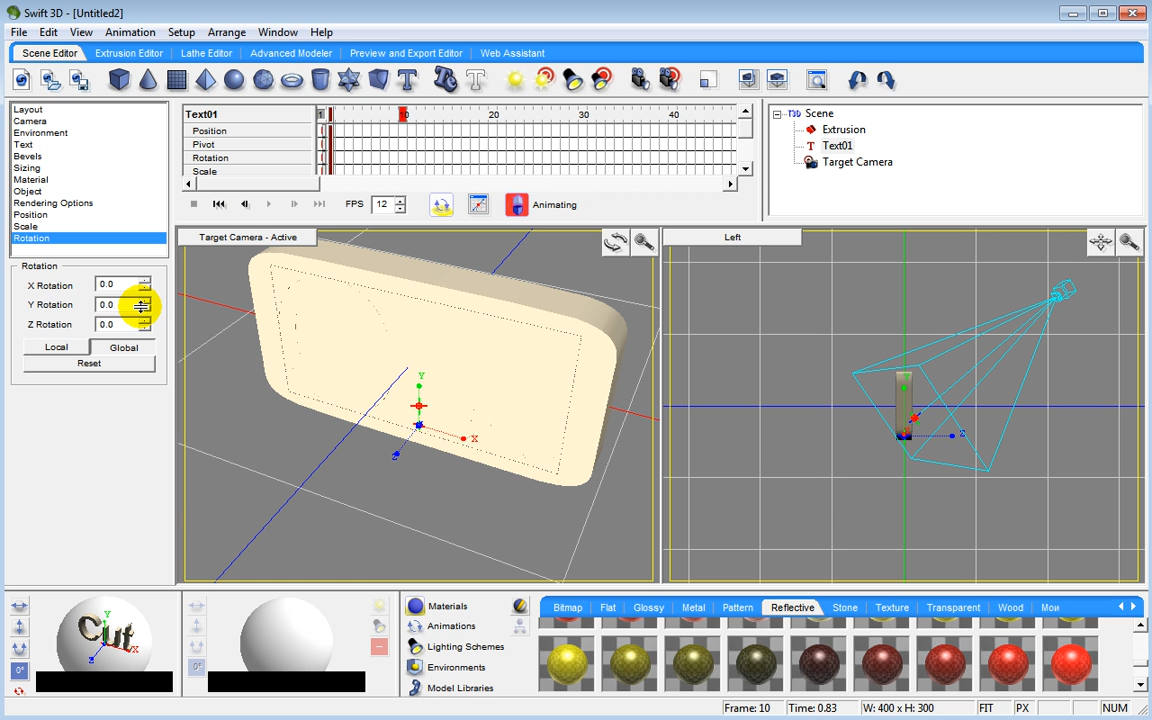 Swift 3D - [Untitled2]
File Edit View Animation Setup Arrange Window Help
Scene Editor Extrusion Editor Lathe Editor Advanced Modeler Preview and Export Editor Web Assistant
Layout
Camera
Environment
Text
Bevels
Sizing
Material
Object
Rendering Options
Position
Scale
Rotation
Text01 1 10 20 30 40
Position
Pivot
Rotation
Scale
FPS 12 Animating
Scene
Extrusion
Text01
Target Camera
Rotation
X Rotation 0.0
Y Rotation 0.0
Z Rotation 0.0
Local Global
Reset
Target Camera - Active
Y
X
Z
Left
Z
Cut
Y
X
Z
0°
0°
Materials
Animations
Lighting Schemes
Environments
Model Libraries
Bitmap Flat Glossy Metal Pattern Reflective Stone Texture Transparent Wood
Frame: 10 Time: 0.83 W: 400 x H: 300 FIT PX NUM